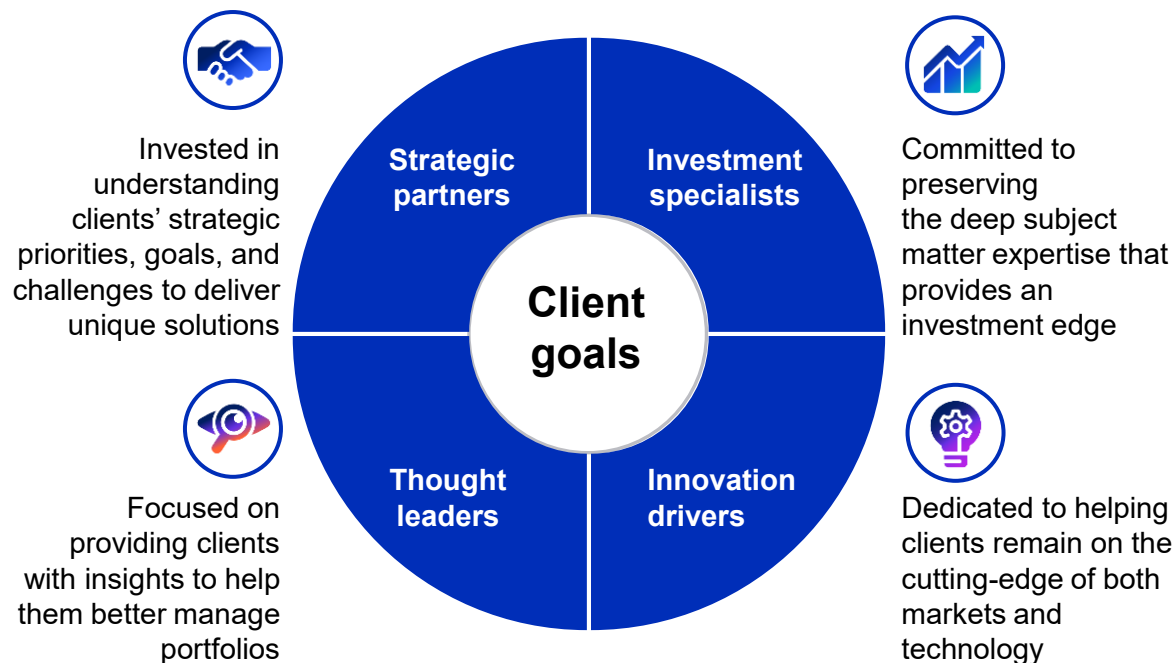 Strategic
partners
Invested in
understanding
clients’ strategic
priorities, goals, and
challenges to deliver
unique solutions
Investment
specialists
Committed to
preserving
the deep subject
matter expertise that
provides an
investment edge
Client
goals
Thought
leaders
Focused on
providing clients
with insights to help
them better manage
portfolios
Innovation
drivers
Dedicated to helping
clients remain on the
cutting-edge of both
markets and
technology